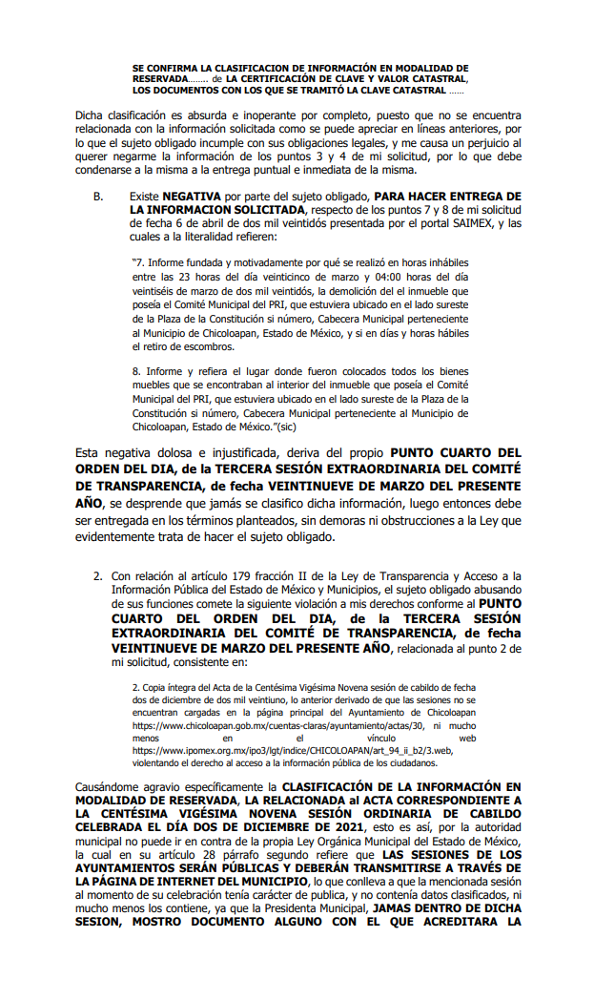 SE CONFIRMA LA CLASIFICACION DE INFORMACIÓN EN MODALIDAD DE
RESERVADA........ de LA CERTIFICACIÓN DE CLAVE Y VALOR CATASTRAL,
LOS DOCUMENTOS CON LOS QUE SE TRAMITÓ LA CLAVE CATASTRAL ......
Dicha clasificación es absurda e inoperante por completo, puesto que no se encuentra
relacionada con la información solicitada como se puede apreciar en líneas anteriores, por
lo que el sujeto obligado incumple con sus obligaciones legales, y me causa un perjuicio al
querer negarme la información de los puntos 3 y 4 de mi solicitud, por lo que debe
condenarse a la misma a la entrega puntual e inmediata de la misma.
B. Existe NEGATIVA por parte del sujeto obligado, PARA HACER ENTREGA DE
LA INFORMACION SOLICITADA, respecto de los puntos 7 y 8 de mi solicitud
de fecha 6 de abril de dos mil veintidós presentada por el portal SAIMEX, y las
cuales a la literalidad refieren:
"7. Informe fundada y motivadamente por qué se realizó en horas inhábiles
entre las 23 horas del día veinticinco de marzo y 04:00 horas del día
veintiséis de marzo de dos mil veintidós, la demolición del el inmueble que
poseía el Comité Municipal del PRI, que estuviera ubicado en el lado sureste
de la Plaza de la Constitución si número, Cabecera Municipal perteneciente
al Municipio de Chicoloapan, Estado de México, y si en días y horas hábiles
el retiro de escombros.
8. Informe y refiera el lugar donde fueron colocados todos los bienes
muebles que se encontraban al interior del inmueble que poseía el Comité
Municipal del PRI, que estuviera ubicado en el lado sureste de la Plaza de la
Constitución si número, Cabecera Municipal perteneciente al Municipio de
Chicoloapan, Estado de México."(sic)
Esta negativa dolosa e injustificada, deriva del propio PUNTO CUARTO DEL
ORDEN DEL DIA, de la TERCERA SESIÓN EXTRAORDINARIA DEL COMITÉ
DE TRANSPARENCIA, de fecha VEINTINUEVE DE MARZO DEL PRESENTE
AÑO, se desprende que jamás se clasifico dicha información, luego entonces debe
ser entregada en los términos planteados, sin demoras ni obstrucciones a la Ley que
evidentemente trata de hacer el sujeto obligado.
2. Con relación al artículo 179 fracción II de la Ley de Transparencia y Acceso a la
Información Pública del Estado de México y Municipios, el sujeto obligado abusando
de sus funciones comete la siguiente violación a mis derechos conforme al PUNTO
CUARTO DEL ORDEN DEL DIA, de la TERCERA SESIÓN
EXTRAORDINARIA DEL COMITÉ DE TRANSPARENCIA, de fecha
VEINTINUEVE DE MARZO DEL PRESENTE AÑO, relacionada al punto 2 de
mi solicitud, consistente en:
2. Copia íntegra del Acta de la Centésima Vigésima Novena sesión de cabildo de fecha
dos de diciembre de dos mil veintiuno, lo anterior derivado de que las sesiones no se
encuentran cargadas en la página principal del Ayuntamiento de Chicoloapan
https://www.chicoloapan.gob.mx/cuentas-claras/ayuntamiento/actas/30, ni mucho
menos en el vínculo web
https://www.ipomex.org.mx/ipo3/lgt/indice/CHICOLOAPAN/art_94_ii_b2/3.web,
violentando el derecho al acceso a la información pública de los ciudadanos.
Causándome agravio específicamente la CLASIFICACIÓN DE LA INFORMACIÓN EN
MODALIDAD DE RESERVADA, LA RELACIONADA al ACTA CORRESPONDIENTE A
LA CENTÉSIMA VIGÉSIMA NOVENA SESIÓN ORDINARIA DE CABILDO
CELEBRADA EL DÍA DOS DE DICIEMBRE DE 2021, esto es así, por la autoridad
municipal no puede ir en contra de la propia Ley Orgánica Municipal del Estado de México,
la cual en su artículo 28 párrafo segundo refiere que LAS SESIONES DE LOS
AYUNTAMIENTOS SERÁN PÚBLICAS Y DEBERÁN TRANSMITIRSE A TRAVÉS DE
LA PÁGINA DE INTERNET DEL MUNICIPIO, lo que conlleva a que la mencionada sesión
al momento de su celebración tenía carácter de publica, y no contenía datos clasificados, ni
mucho menos los contiene, ya que la Presidenta Municipal, JAMAS DENTRO DE DICHA
SESION, MOSTRO DOCUMENTO ALGUNO CON EL QUE ACREDITARA LA